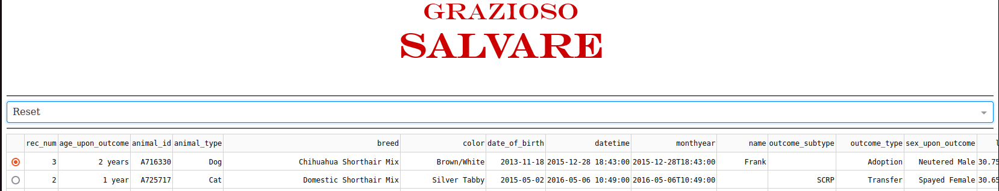 GRAZIOSO
SALVARE
Reset
rec_num age_upon_outcome animal_id animal_type breed color date_of_birth datetime monthyear name outcome_subtype outcome_type sex_upon_outcome
3 2 years A716330 Dog Chihuahua Shorthair Mix Brown/White 2013-11-18 2015-12-28 18:43:00 2015-12-28T18:43:00 Frank Adoption Neutered Male 30.75
2 1 year A725717 Cat Domestic Shorthair Mix Silver Tabby 2015-05-02 2016-05-06 10:49:00 2016-05-06T10:49:00 SCRP Transfer Spayed Female 30.65